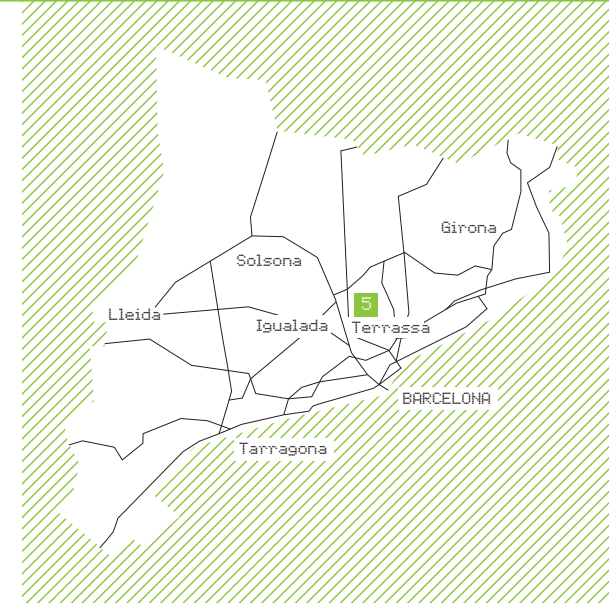 Girona
Solsona
5
Lleida
Igualada
Terrassa
BARCELONA
Tarragona